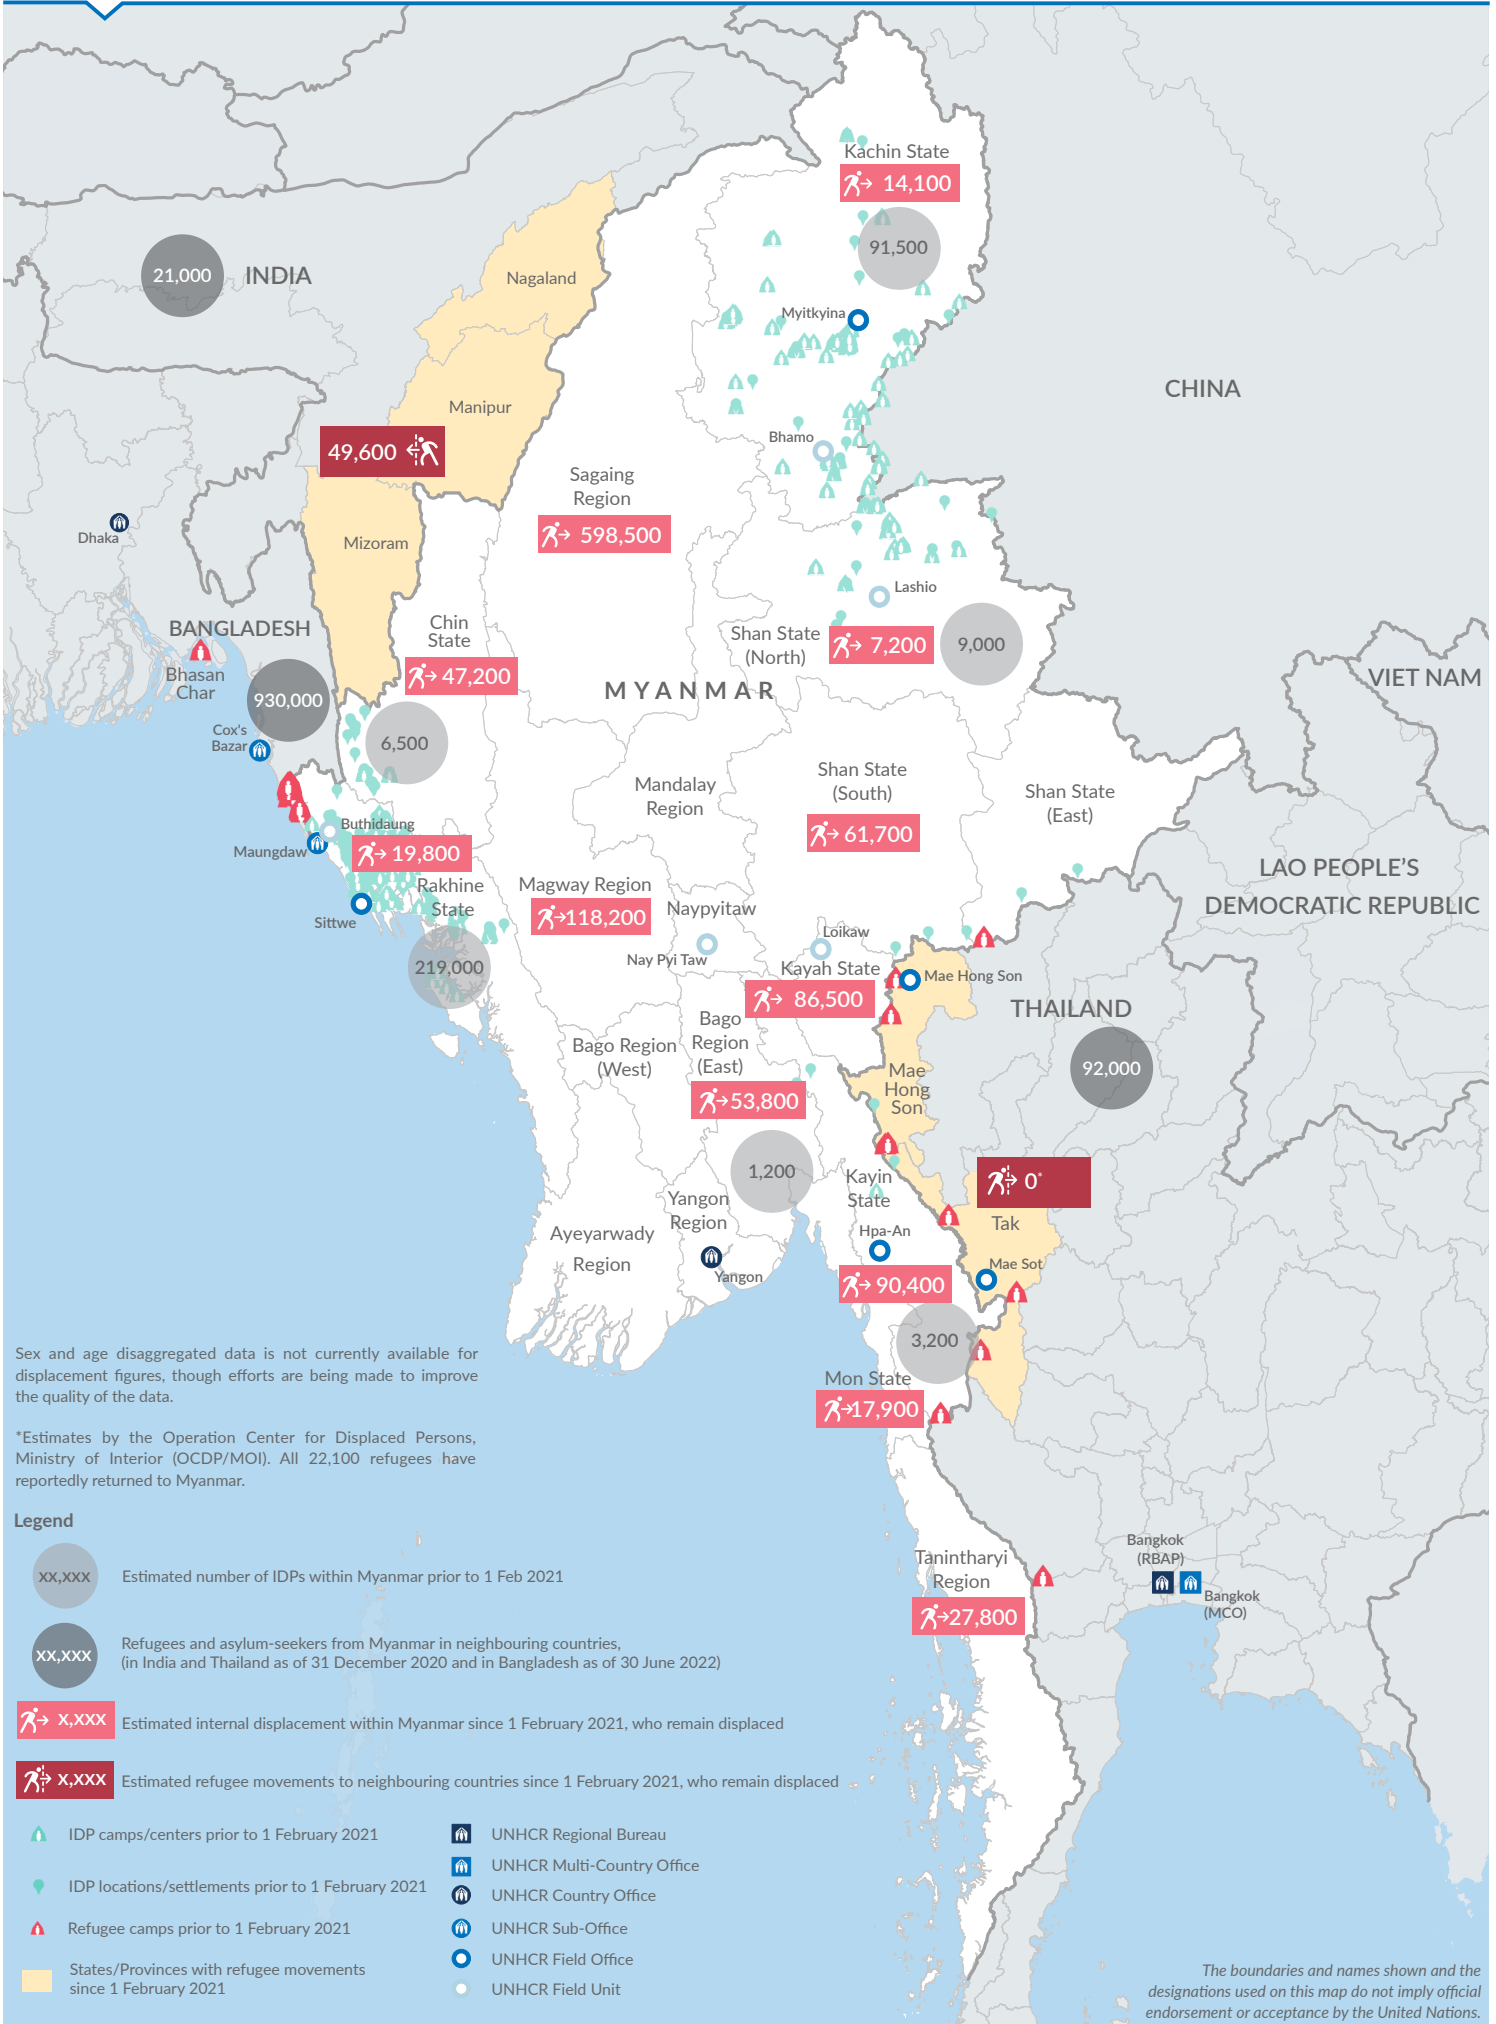 Kachin State
14,100
91,500
21,000
INDIA
Nagaland
Myitkyina
CHINA
Manipur
49,600
Bhamo
Sagaing
Region
598,500
Dhaka
Mizoram
Lashio
Chin
State
47,200
BANGLADESH
Bhasan
Char
Shan State
(North)
7,200
9,000
VIET NAM
MYANMAR
930,000
Cox's
Bazar
6,500
Mandalay
Region
Shan State
(South)
61,700
Shan State
(East)
Buthidaung
Maungdaw
19,800
LAO PEOPLE'S
DEMOCRATIC REPUBLIC
Rakhine
State
Sittwe
Magway Region
118,200
Naypyitaw
Nay Pyi Taw
Loikaw
219,000
Kayah State
86,500
Mae Hong Son
THAILAND
92,000
Bago
Region
(East)
53,800
Bago Region
(West)
Mae
Hong
Son
1,200
Kayin
State
0*
Tak
Yangon
Region
Ayeyarwady
Region
Hpa-An
Yangon
Mae Sot
90,400
3,200
Mon State
17,900
Sex and age disaggregated data is not currently available for
displacement figures, though efforts are being made to improve
the quality of the data.
*Estimates by the Operation Center for Displaced Persons,
Ministry of Interior (OCDP/MOI). All 22,100 refugees have
reportedly returned to Myanmar.
Tanintharyi
Region
27,800
Bangkok
(RBAP)
Bangkok
(MCO)
Legend
XX,XXX
Estimated number of IDPs within Myanmar prior to 1 Feb 2021
XX,XXX
Refugees and asylum-seekers from Myanmar in neighbouring countries,
(in India and Thailand as of 31 December 2020 and in Bangladesh as of 30 June 2022)
X,XXX
Estimated internal displacement within Myanmar since 1 February 2021, who remain displaced
X,XXX
Estimated refugee movements to neighbouring countries since 1 February 2021, who remain displaced
IDP camps/centers prior to 1 February 2021
IDP locations/settlements prior to 1 February 2021
Refugee camps prior to 1 February 2021
States/Provinces with refugee movements
since 1 February 2021
UNHCR Regional Bureau
UNHCR Multi-Country Office
UNHCR Country Office
UNHCR Sub-Office
UNHCR Field Office
UNHCR Field Unit
The boundaries and names shown and the
designations used on this map do not imply official
endorsement or acceptance by the United Nations.